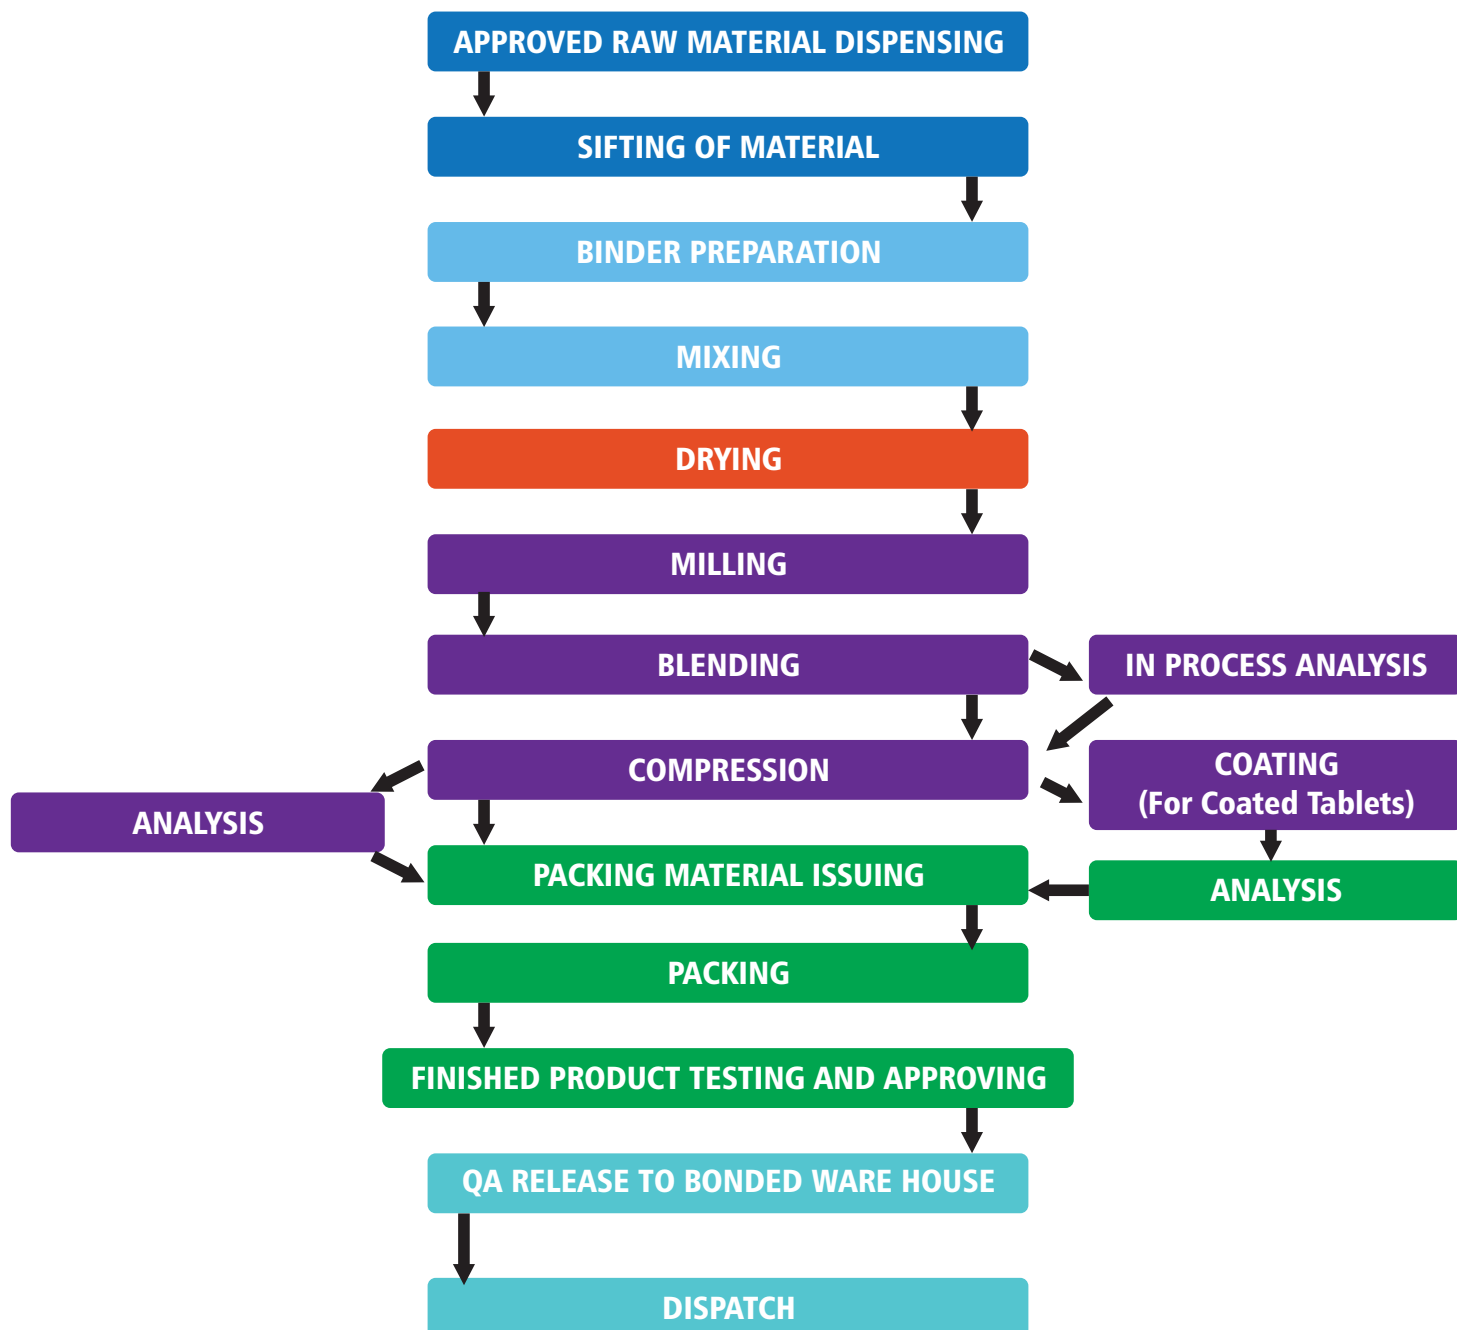 APPROVED RAW MATERIAL DISPENSING
SIFTING OF MATERIAL
BINDER PREPARATION
MIXING
DRYING
MILLING
BLENDING
IN PROCESS ANALYSIS
COMPRESSION
COATING
(For Coated Tablets)
ANALYSIS
PACKING MATERIAL ISSUING
ANALYSIS
PACKING
FINISHED PRODUCT TESTING AND APPROVING
QA RELEASE TO BONDED WARE HOUSE
DISPATCH